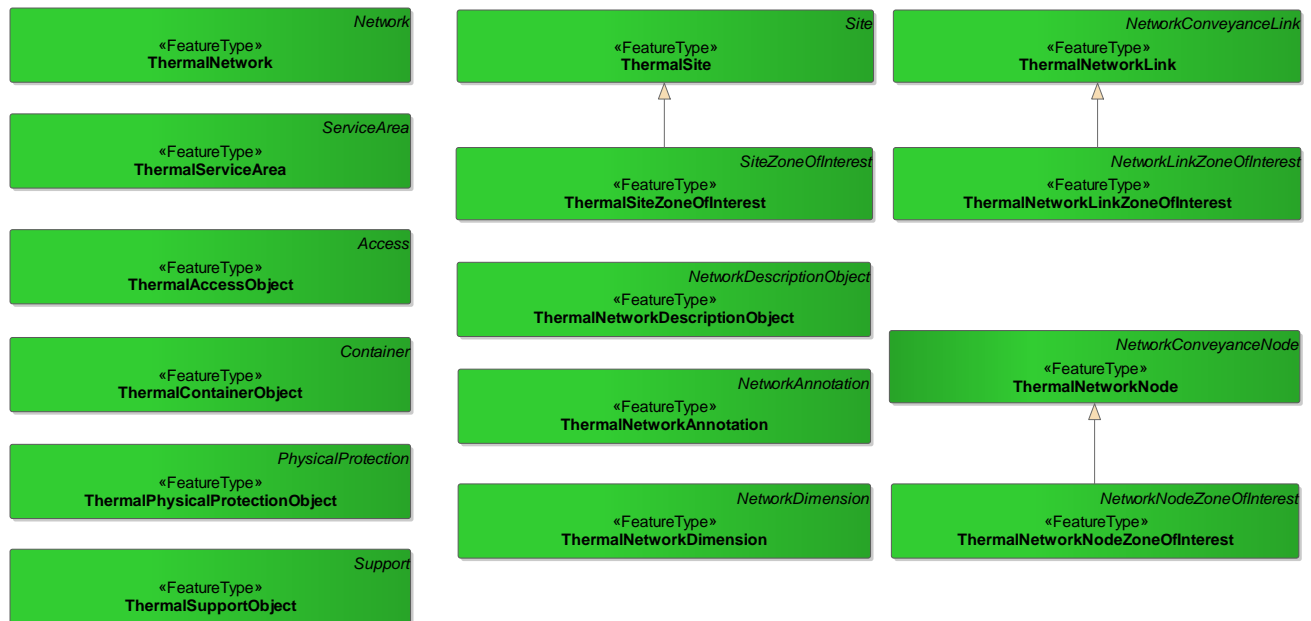 Network
«FeatureType»
ThermalNetwork
ServiceArea
«FeatureType»
ThermalServiceArea
Access
«FeatureType»
ThermalAccessObject
Container
«FeatureType»
ThermalContainerObject
PhysicalProtection
«FeatureType»
ThermalPhysicalProtectionObject
Support
«FeatureType»
ThermalSupportObject
Site
«FeatureType»
ThermalSite
SiteZoneOfInterest
«FeatureType»
ThermalSiteZoneOfInterest
NetworkDescriptionObject
«FeatureType»
ThermalNetworkDescriptionObject
NetworkAnnotation
«FeatureType»
ThermalNetworkAnnotation
NetworkDimension
«FeatureType»
ThermalNetworkDimension
NetworkConveyanceLink
«FeatureType»
ThermalNetworkLink
NetworkLinkZoneOfInterest
«FeatureType»
ThermalNetworkLinkZoneOfInterest
NetworkConveyanceNode
«FeatureType»
ThermalNetworkNode
NetworkNodeZoneOfInterest
«FeatureType»
ThermalNetworkNodeZoneOfInterest